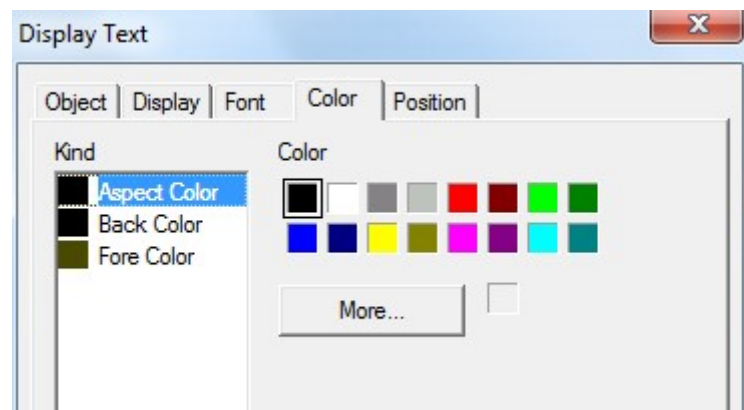 Display Text
Object Display Font Color Position
Kind Color
Aspect Color
Back Color
Fore Color
More...